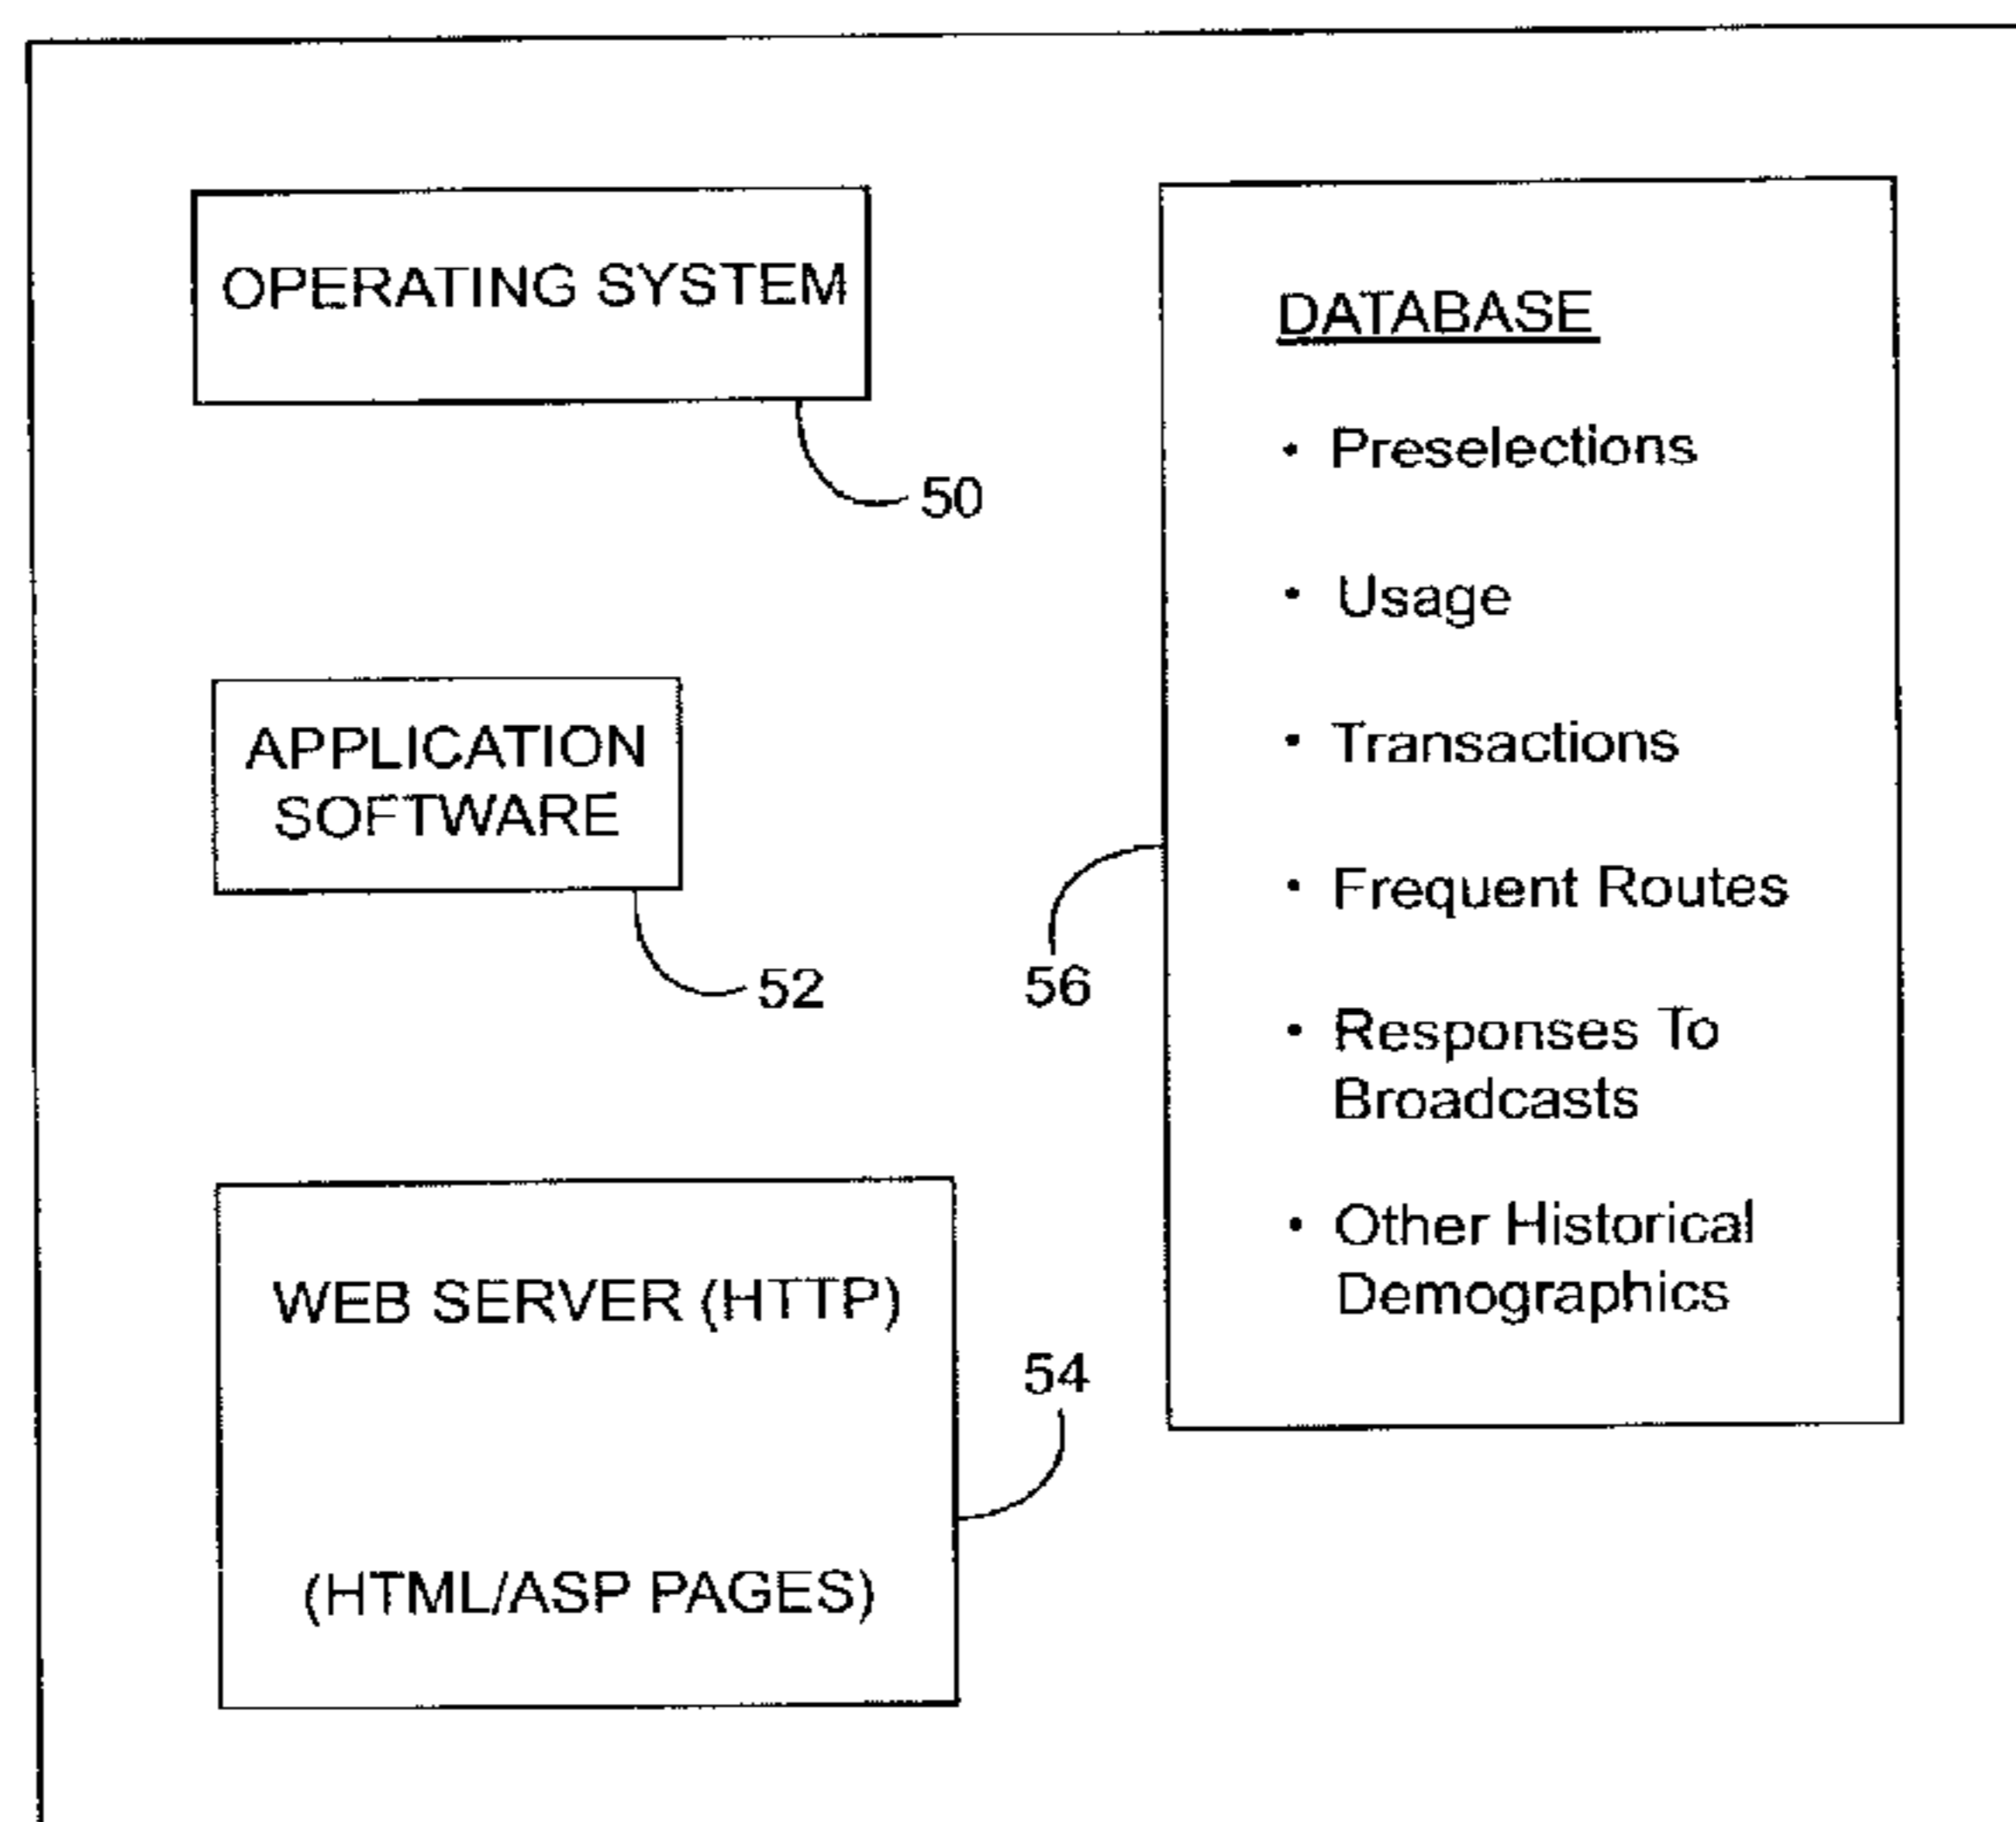 OPERATING SYSTEM
50
APPLICATION
SOFTWARE
52
WEB SERVER (HTTP)
(HTML/ASP PAGES)
54
DATABASE
• Preselections
• Usage
• Transactions
• Frequent Routes
• Responses To
Broadcasts
• Other Historical
Demographics
56